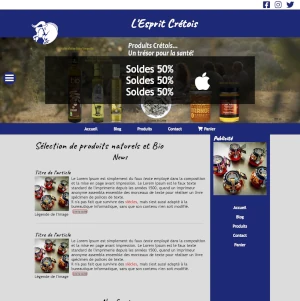 L'Esprit Crétois
Produits Crétois...
Un trésor pour la santé!
Soldes 50%
Soldes 50%
Soldes 50%
Accueil Blog Produits Contact Panier
Sélection de produits naturels et Bio
News
Publicité
Titre de l'article
Le Lorem Ipsum est simplement du faux texte employé dans la composition
et la mise en page avant impression. Le Lorem Ipsum est le faux texte
standard de l'imprimerie depuis les années 1500, quand un imprimeur
anonyme assembla ensemble des morceaux de texte pour réaliser un livre
spécimen de polices de texte.
Il n'a pas fait que survivre des siècles, mais s'est aussi adapté à la
bureautique informatique, sans que son contenu n'en soit modifié.
Légende de l'image
Accueil
Blog
Produits
Contact
Panier
Titre de l'article
Le Lorem Ipsum est simplement du faux texte employé dans la composition
et la mise en page avant impression. Le Lorem Ipsum est le faux texte
standard de l'imprimerie depuis les années 1500, quand un imprimeur
anonyme assembla ensemble des morceaux de texte pour réaliser un livre
spécimen de polices de texte.
Il n'a pas fait que survivre des siècles, mais s'est aussi adapté à la
bureautique informatique, sans que son contenu n'en soit modifié.
Légende de l'image